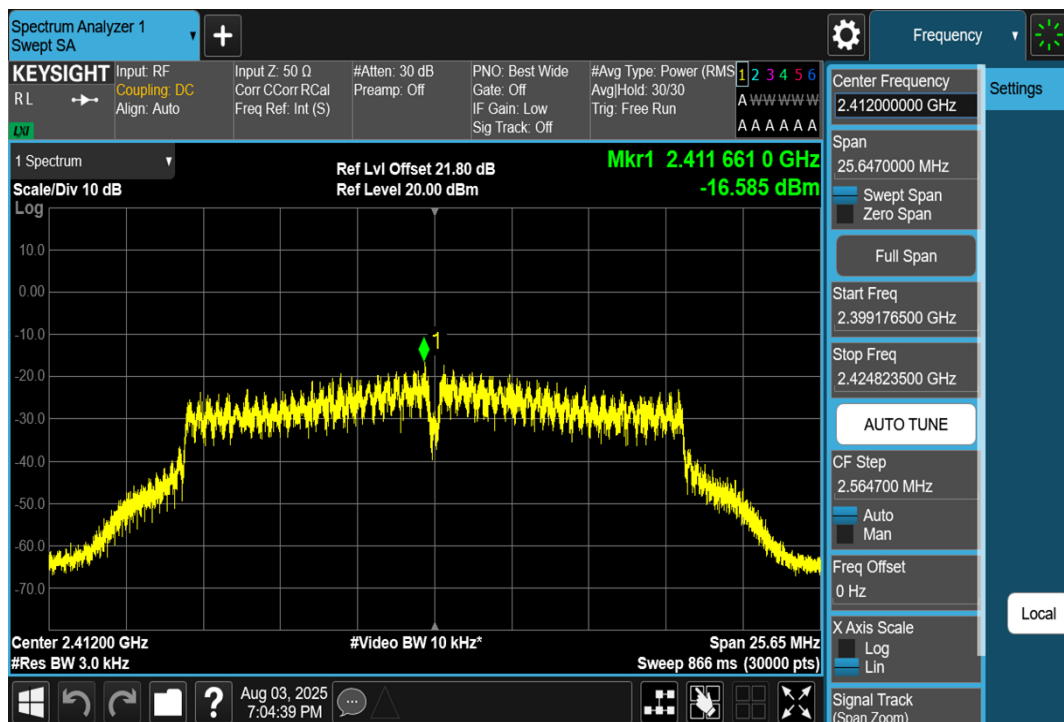 Spectrum Analyzer 1
Swept SA
Frequency
KEYSIGHT
RL
LXI
Input: RF
Coupling: DC
Align: Auto
Input Z: 50 Ω
Corr CCorr RCal
Freq Ref: Int (S)
#Atten: 30 dB
Preamp: Off
PNO: Best Wide
Gate: Off
IF Gain: Low
Sig Track: Off
#Avg Type: Power (RMS
Avg|Hold: 30/30
Trig: Free Run
1 2 3 4 5 6
A W W W W W
A A A A A A
1 Spectrum
Scale/Div 10 dB
Ref Lvl Offset 21.80 dB
Ref Level 20.00 dBm
Mkr1 2.411 661 0 GHz
-16.585 dBm
Log
10.0
0.00
-10.0
-20.0
-30.0
-40.0
-50.0
-60.0
-70.0
1
Center 2.41200 GHz
#Res BW 3.0 kHz
#Video BW 10 kHz*
Span 25.65 MHz
Sweep 866 ms (30000 pts)
Center Frequency
2.412000000 GHz
Span
25.6470000 MHz
Swept Span
Zero Span
Full Span
Start Freq
2.399176500 GHz
Stop Freq
2.424823500 GHz
AUTO TUNE
CF Step
2.564700 MHz
Auto
Man
Freq Offset
0 Hz
X Axis Scale
Log
Lin
Signal Track
(Span Zoom)
Settings
Local
?
Aug 03, 2025
7:04:39 PM